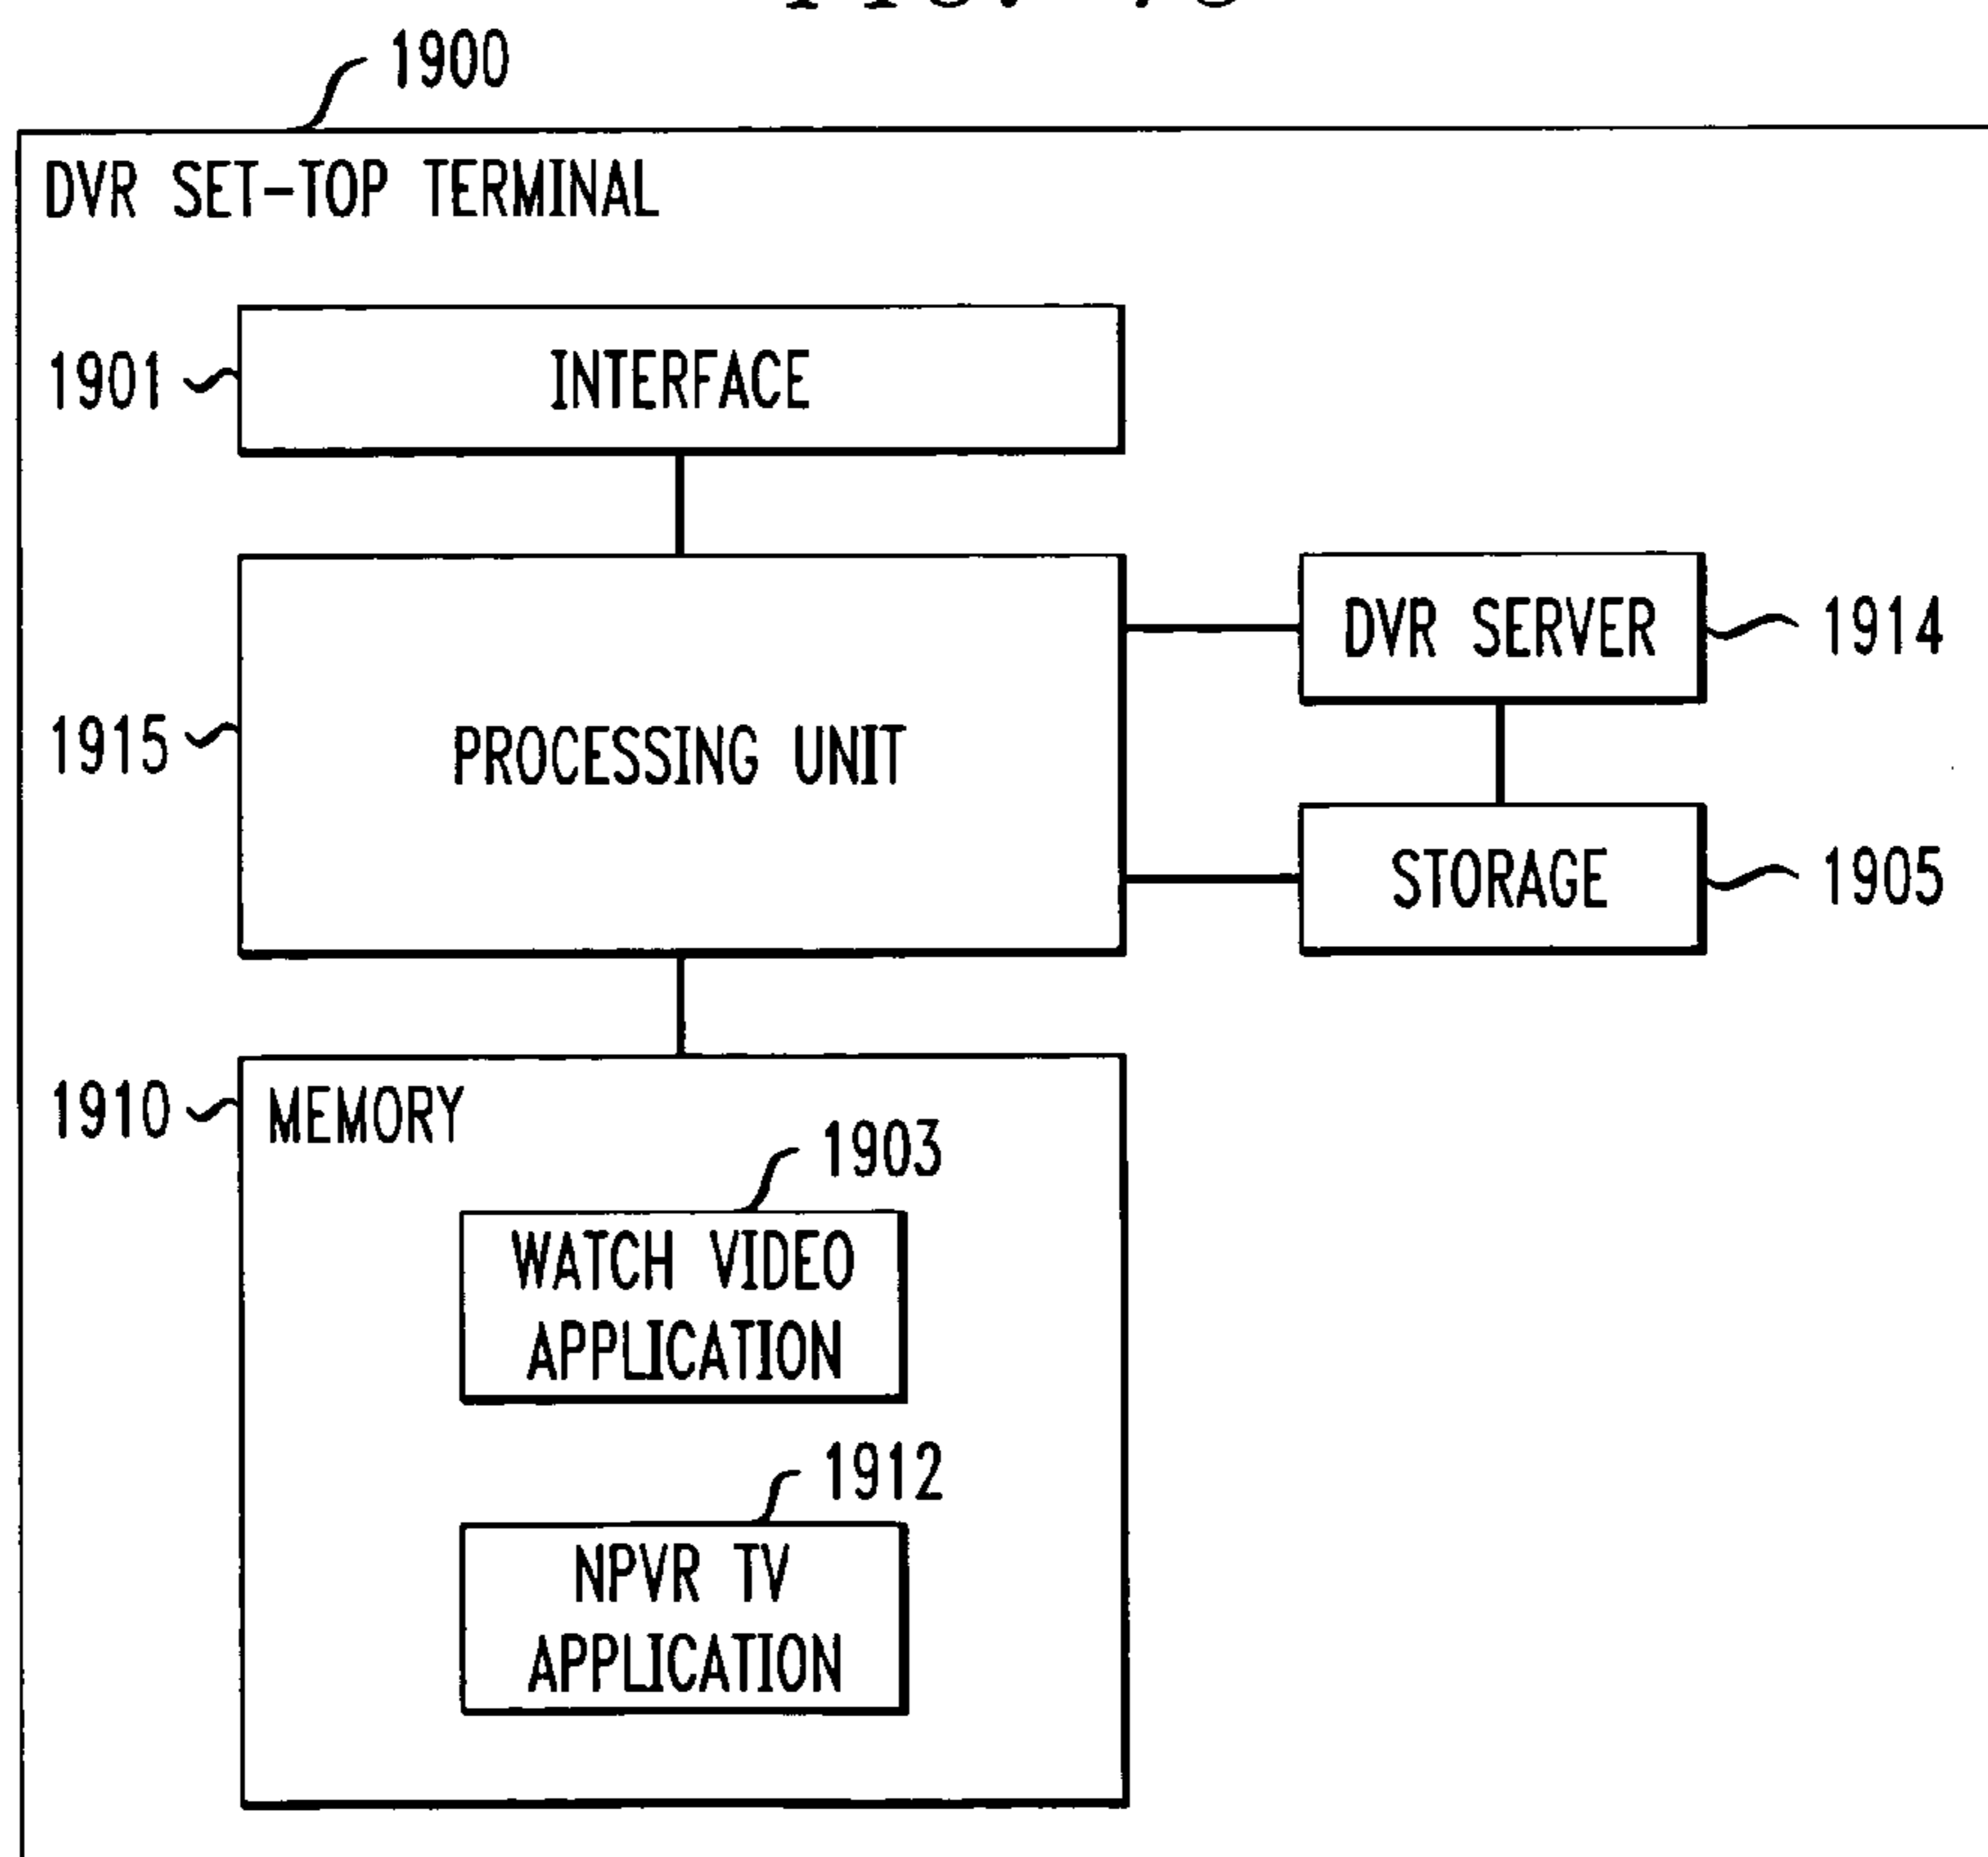 1900
DVR SET-TOP TERMINAL
1901
INTERFACE
1915
PROCESSING UNIT
DVR SERVER
1914
STORAGE
1905
1910
MEMORY
1903
WATCH VIDEO
APPLICATION
1912
NPVR TV
APPLICATION